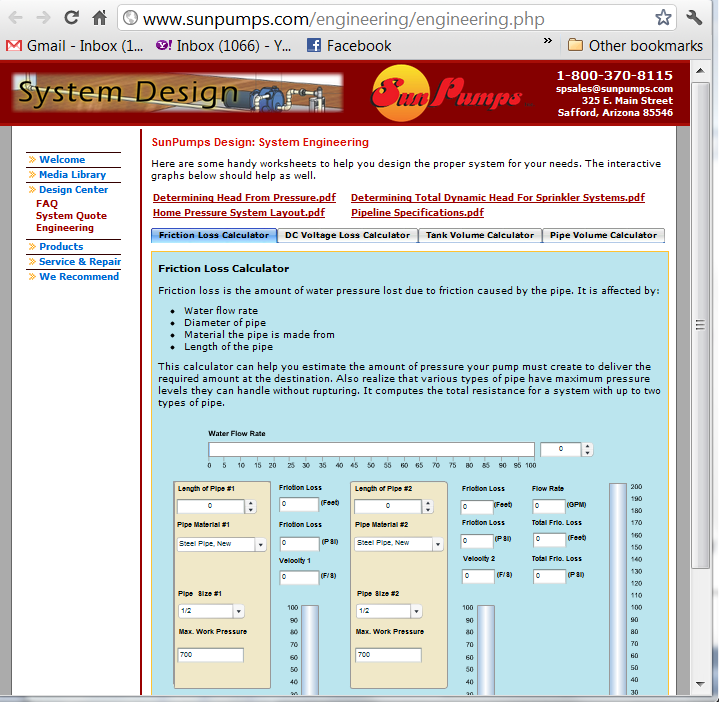 www.sunpumps.com/engineering/engineering.php
Gmail - Inbox (1... Inbox (1066) - Y... Facebook » Other bookmarks
System Design
Sun Pumps
1-800-370-8115
spsales@sunpumps.com
325 E. Main Street
Safford, Arizona 85546
» Welcome
» Media Library
» Design Center
FAQ
System Quote
Engineering
» Products
» Service & Repair
» We Recommend
SunPumps Design: System Engineering
Here are some handy worksheets to help you design the proper system for your needs. The interactive
graphs below should help as well.
Determining Head From Pressure.pdf Determining Total Dynamic Head For Sprinkler Systems.pdf
Home Pressure System Layout.pdf Pipeline Specifications.pdf
Friction Loss Calculator DC Voltage Loss Calculator Tank Volume Calculator Pipe Volume Calculator
Friction Loss Calculator
Friction loss is the amount of water pressure lost due to friction caused by the pipe. It is affected by:
• Water flow rate
• Diameter of pipe
• Material the pipe is made from
• Length of the pipe
This calculator can help you estimate the amount of pressure your pump must create to deliver the
required amount at the destination. Also realize that various types of pipe have maximum pressure
levels they can handle without rupturing. It computes the total resistance for a system with up to two
types of pipe.
Water Flow Rate
0
0 5 10 15 20 25 30 35 40 45 50 55 60 65 70 75 80 85 90 95 100
Length of Pipe #1
0
Pipe Material #1
Steel Pipe, New
Pipe Size #1
1/2
Max. Work Pressure
700
Friction Loss
0 (Feet)
Friction Loss
0 (PSI)
Velocity 1
0 (F/S)
100
90
80
70
60
50
40
30
Length of Pipe #2
0
Pipe Material #2
Steel Pipe, New
Pipe Size #2
1/2
Max. Work Pressure
700
Friction Loss
0 (Feet)
Friction Loss
0 (PSI)
Velocity 2
0 (F/S)
100
90
80
70
60
50
40
30
Flow Rate
0 (GPM)
Total Fric. Loss
0 (Feet)
Total Fric. Loss
0 (PSI)
200
190
180
170
160
150
140
130
120
110
100
90
80
70
60
50
40
30